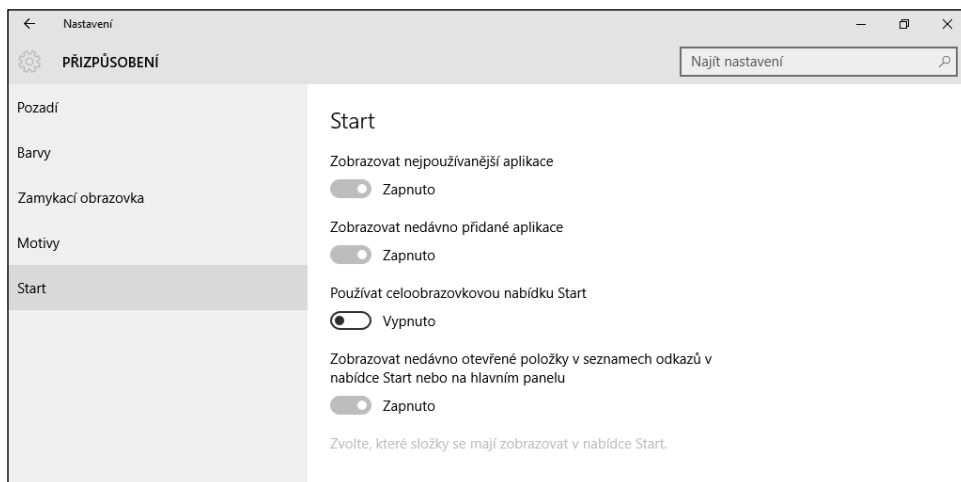 Nastavení
PŘIZPŮSOBENÍ
Najít nastavení
Pozadí
Barvy
Zamykací obrazovka
Motivy
Start
Start
Zobrazovat nejpoužívanější aplikace
Zapnuto
Zobrazovat nedávno přidané aplikace
Zapnuto
Používat celoobrazovkovou nabídku Start
Vypnuto
Zobrazovat nedávno otevřené položky v seznamech odkazů v
nabídce Start nebo na hlavním panelu
Zapnuto
Zvolte, které složky se mají zobrazovat v nabídce Start.